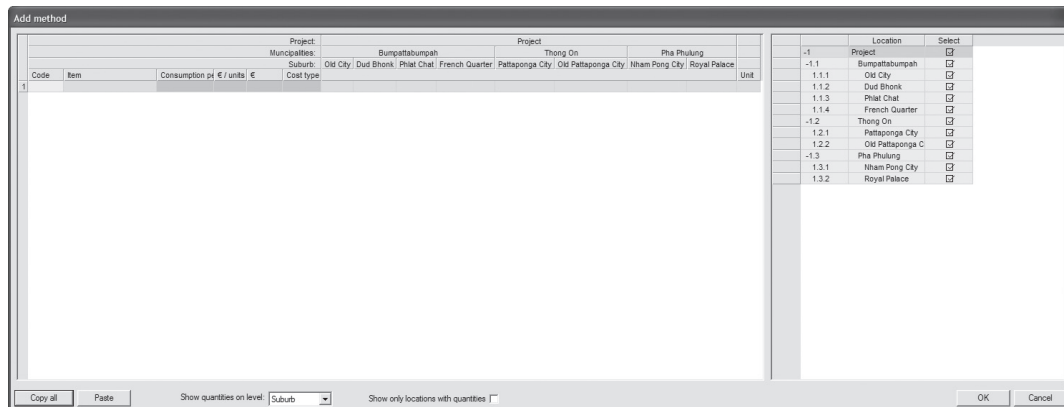 Add method
Project: Project
Muncipalities: Bumpattabumpah Thong On Pha Phulung
Suburb: Old City Dud Bhonk Phlat Chat French Quarter Pattaponga City Old Pattaponga City Nham Pong City Royal Palace
Code Item Consumption pe € / units € Cost type Unit
1
Location Select
-1 Project
-1.1 Bumpattabumpah
1.1.1 Old City
1.1.2 Dud Bhonk
1.1.3 Phlat Chat
1.1.4 French Quarter
-1.2 Thong On
1.2.1 Pattaponga City
1.2.2 Old Pattaponga C
-1.3 Pha Phulung
1.3.1 Nham Pong City
1.3.2 Royal Palace
Copy all Paste Show quantities on level: Suburb Show only locations with quantities OK Cancel